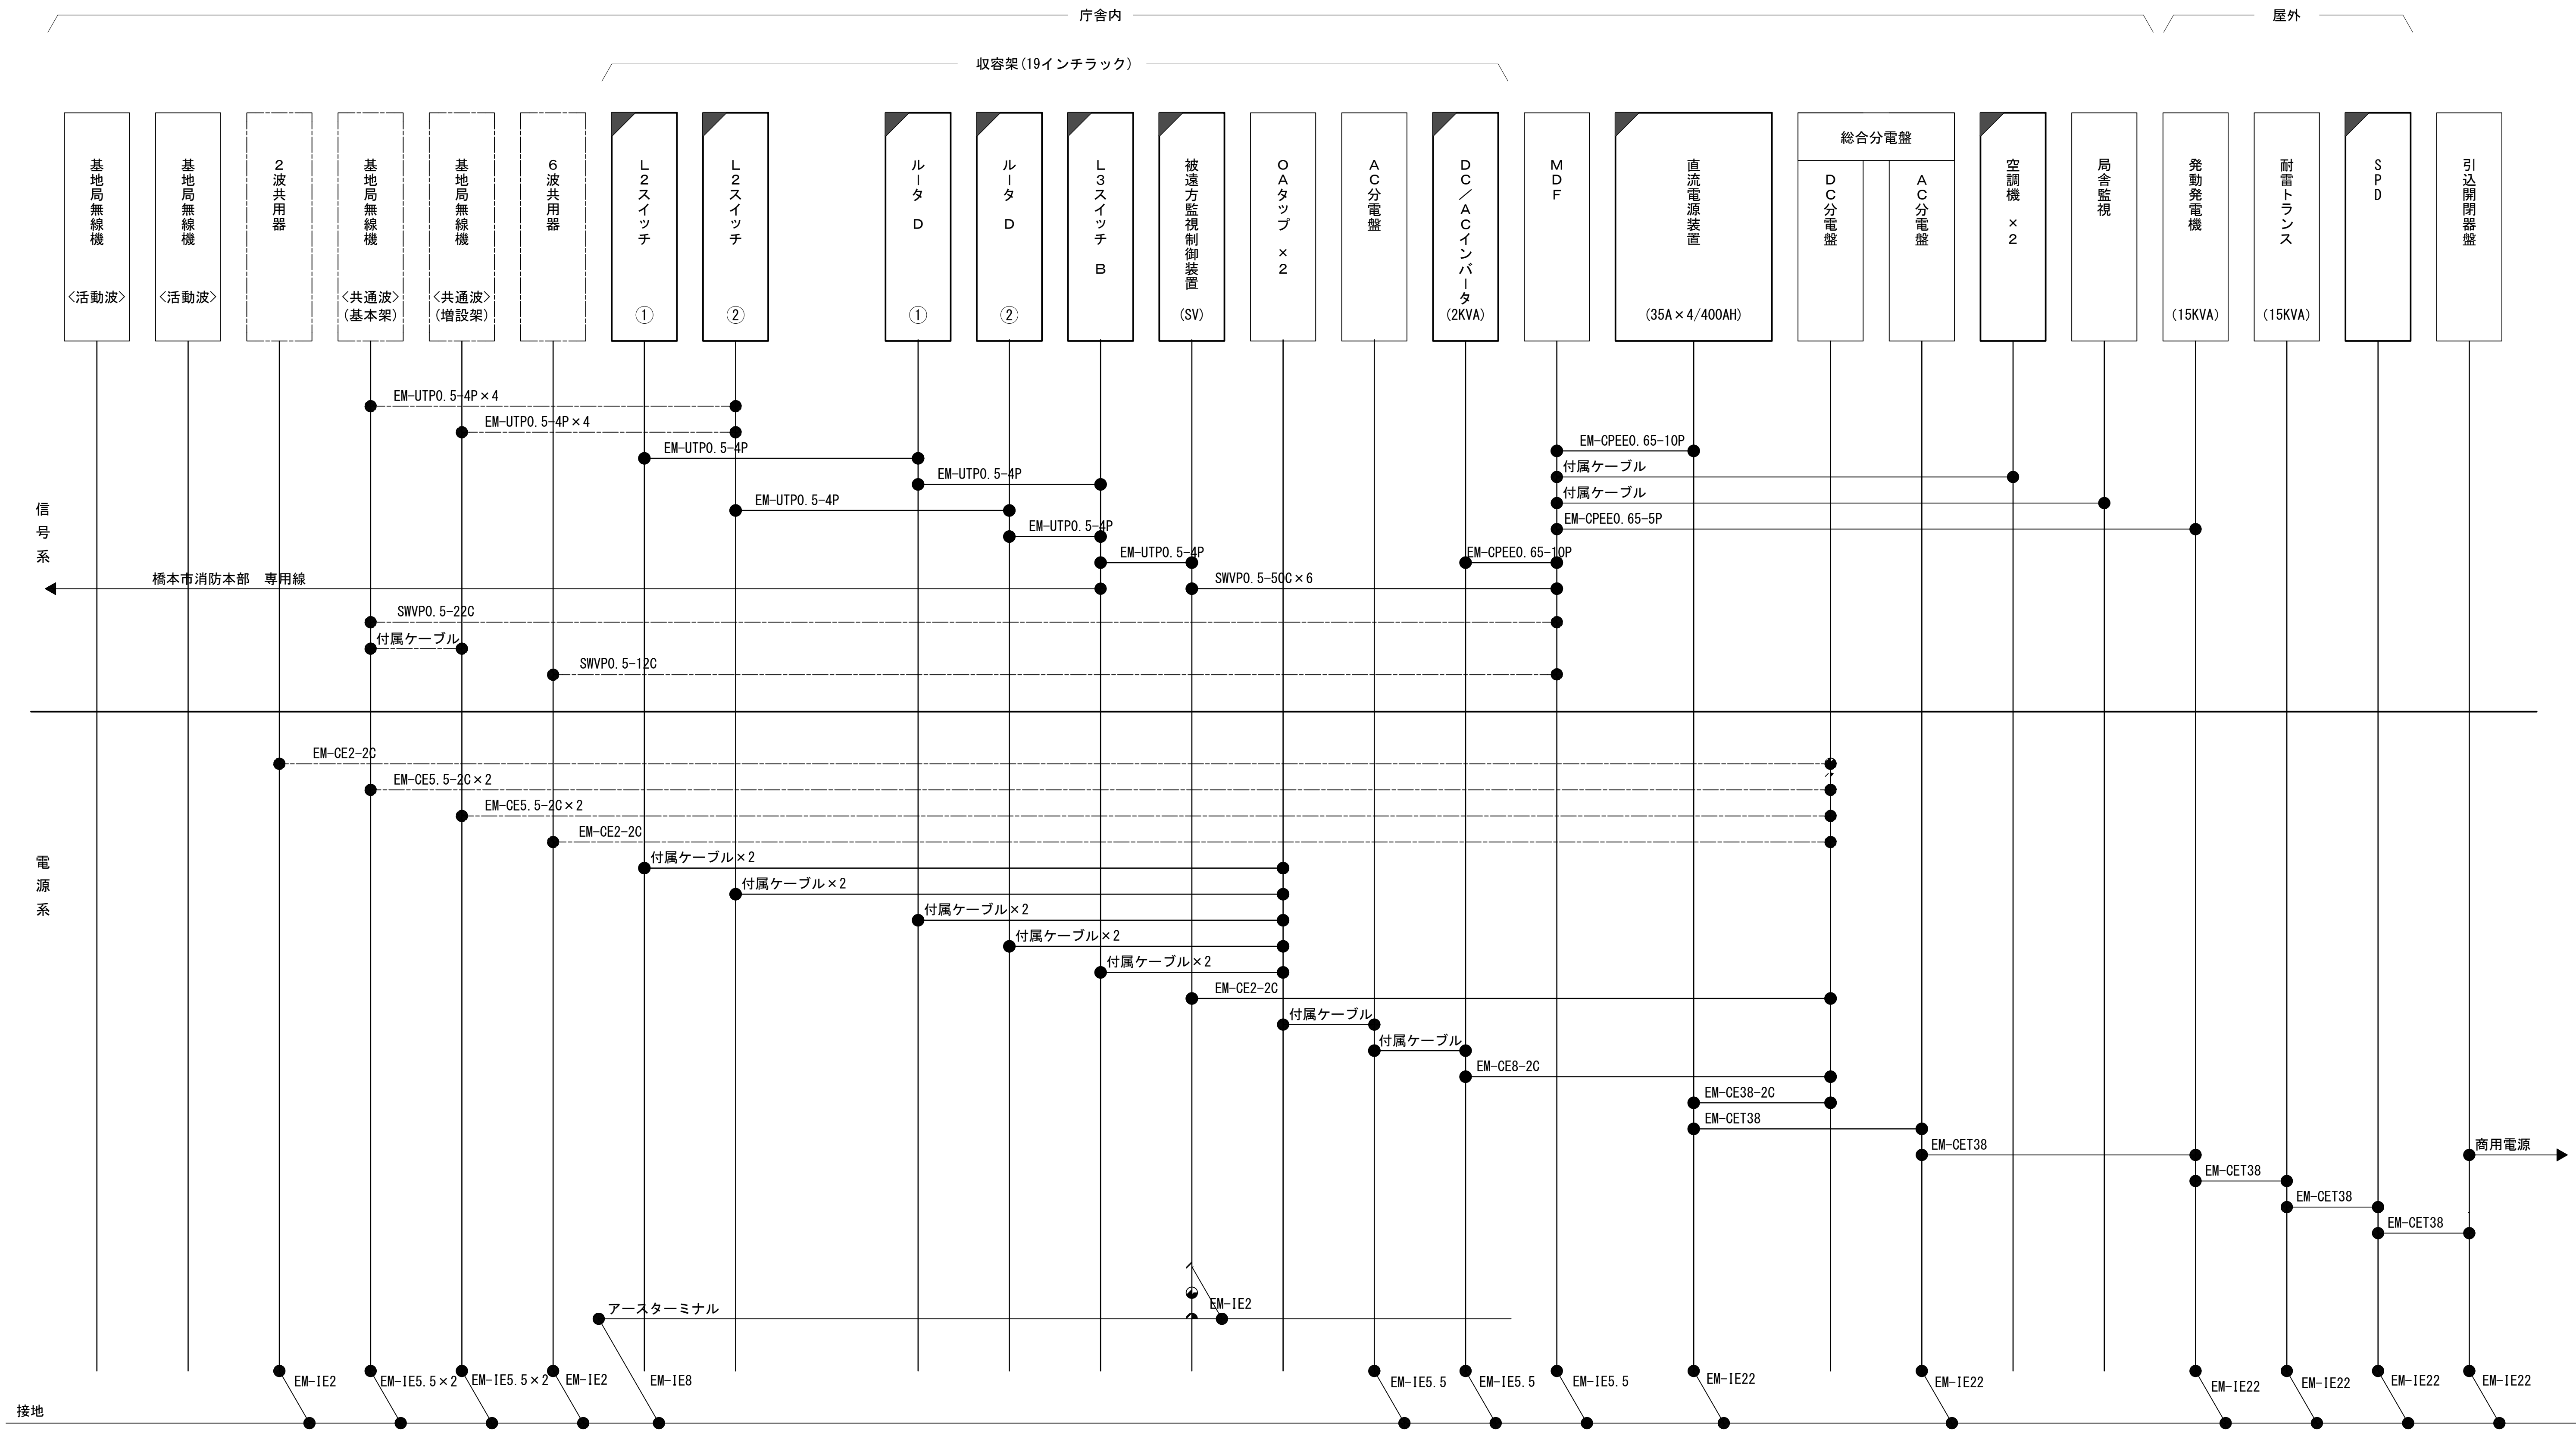 庁舎内
屋外
収容架(19インチラック)
基地局無線機
<活動波>
基地局無線機
<活動波>
2波共用器
基地局無線機
<共通波>
(基本架)
基地局無線機
<共通波>
(増設架)
6波共用器
L2スイッチ
①
L2スイッチ
②
ルータ D
①
ルータ D
②
L3スイッチ B
被遠方監視制御装置
(SV)
OAタップ ×2
AC分電盤
DC/ACインバータ
(2KVA)
MDF
直流電源装置
(35A×4/400AH)
総合分電盤
DC分電盤
AC分電盤
空調機 ×2
局舎監視
発動発電機
(15KVA)
耐雷トランス
(15KVA)
SPD
引込開閉器盤
信号系
EM-UTP0.5-4P×4
EM-UTP0.5-4P×4
EM-UTP0.5-4P
EM-CPEE0.65-10P
付属ケーブル
EM-UTP0.5-4P
付属ケーブル
EM-UTP0.5-4P
EM-CPEE0.65-5P
EM-UTP0.5-4P
EM-UTP0.5-4P
EM-CPEE0.65-10P
橋本市消防本部 専用線
SWVP0.5-50C×6
SWVP0.5-22C
付属ケーブル
SWVP0.5-12C
電源系
EM-CE2-2C
EM-CE5.5-2C×2
EM-CE5.5-2C×2
EM-CE2-2C
付属ケーブル×2
付属ケーブル×2
付属ケーブル×2
付属ケーブル×2
付属ケーブル×2
EM-CE2-2C
付属ケーブル
付属ケーブル
EM-CE8-2C
EM-CE38-2C
EM-CET38
EM-CET38
商用電源
EM-CET38
EM-CET38
EM-CET38
アースターミナル
EM-IE2
EM-IE2
EM-IE5.5×2
EM-IE5.5×2
EM-IE2
EM-IE8
EM-IE5.5
EM-IE5.5
EM-IE5.5
EM-IE22
EM-IE22
EM-IE22
EM-IE22
EM-IE22
EM-IE22
接地